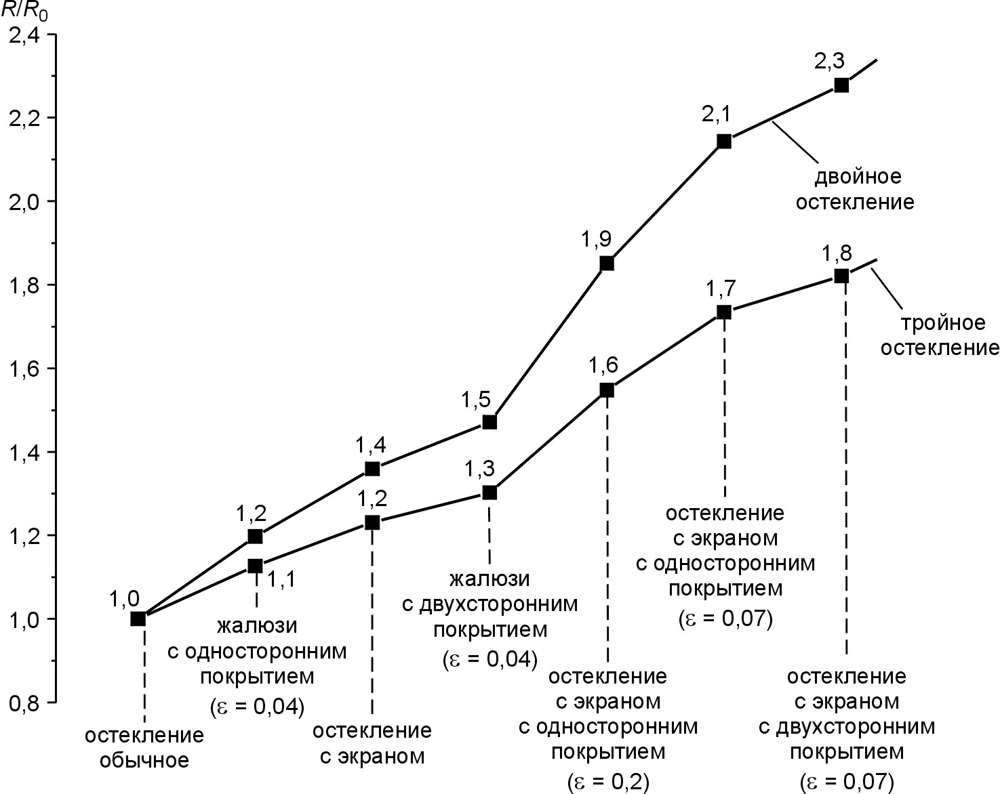 R/R0
2,4
2,2
2,0
1,8
1,6
1,4
1,2
1,0
0,8
1,0
1,2
1,4
1,5
1,9
2,1
2,3
1,1
1,2
1,3
1,6
1,7
1,8
двойное
остекление
тройное
остекление
остекление
обычное
жалюзи
с односторонним
покрытием
(ε = 0,04)
остекление
с экраном
жалюзи
с двухсторонним
покрытием
(ε = 0,04)
остекление
с экраном
с односторонним
покрытием
(ε = 0,2)
остекление
с экраном
с односторонним
покрытием
(ε = 0,07)
остекление
с экраном
с двухсторонним
покрытием
(ε = 0,07)